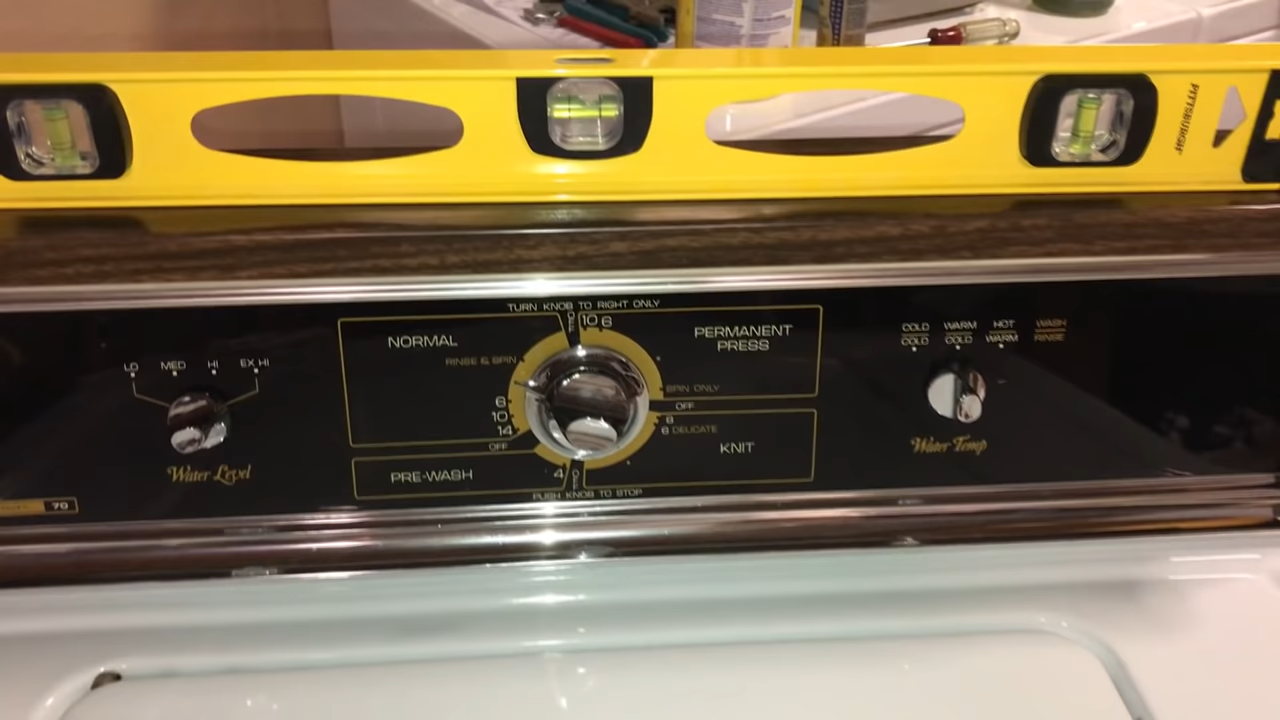 PITTSBURGH
TURN KNOB TO RIGHT ONLY
OFF
10 6
NORMAL
PERMANENT
PRESS
RINSE & SPIN
SPIN ONLY
OFF
6
10
14
OFF
8
6 DELICATE
KNIT
PRE-WASH
4
OFF
PUSH KNOB TO STOP
LO MED HI EX HI
Water Level
COLD WARM HOT WASH
COLD COLD WARM RINSE
Water Temp
70